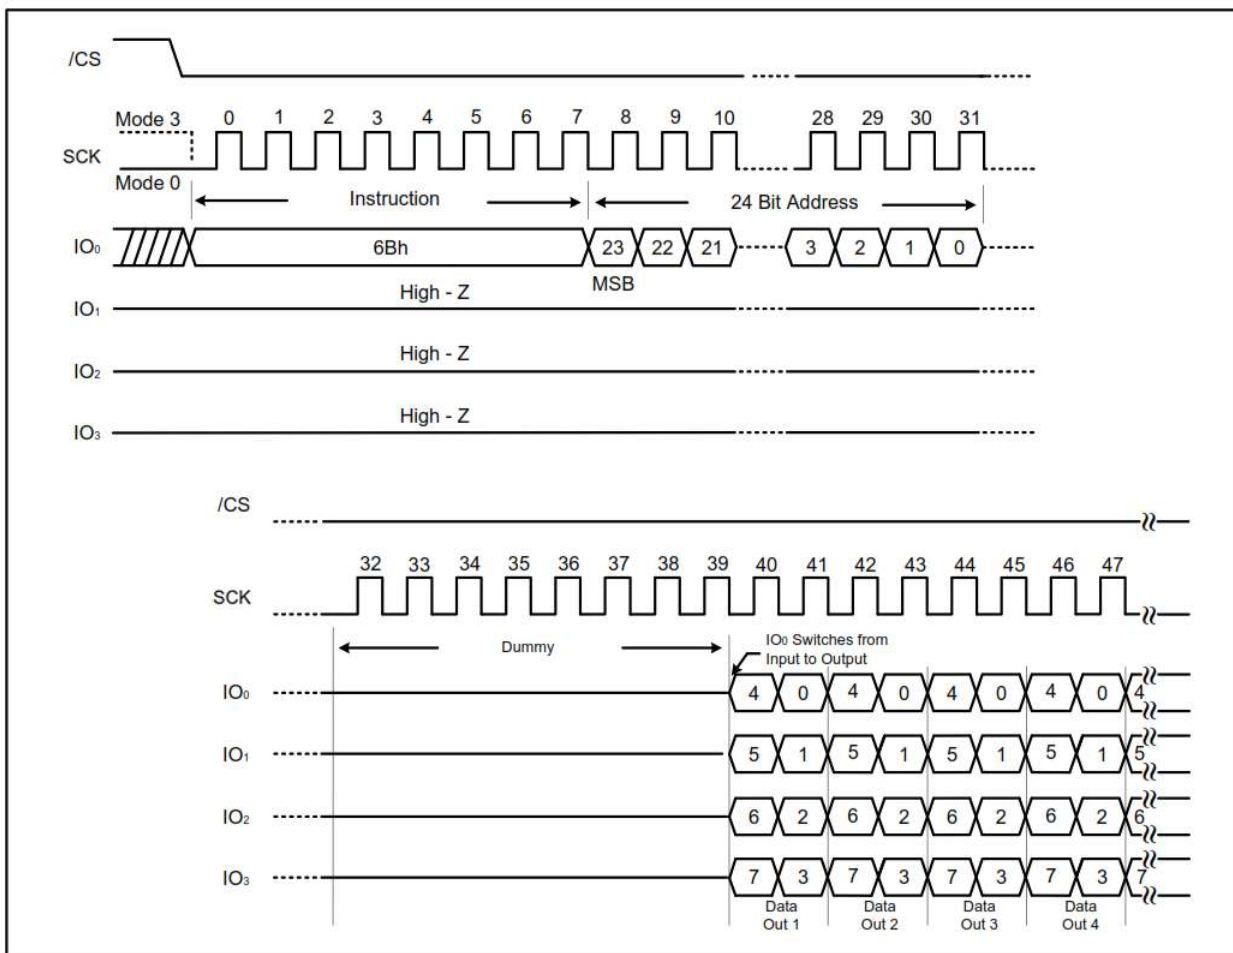 /CS
Mode 3 0 1 2 3 4 5 6 7 8 9 10 28 29 30 31
SCK
Mode 0
Instruction 24 Bit Address
IO₀ 6Bh 23 22 21 3 2 1 0
MSB
High - Z
IO₁
High - Z
IO₂
High - Z
IO₃
/CS
32 33 34 35 36 37 38 39 40 41 42 43 44 45 46 47
SCK
Dummy
IO₀ Switches from
Input to Output
IO₀ 4 0 4 0 4 0 4 0 4
IO₁ 5 1 5 1 5 1 5 1 5
IO₂ 6 2 6 2 6 2 6 2 6
IO₃ 7 3 7 3 7 3 7 3 7
Data Data Data Data
Out 1 Out 2 Out 3 Out 4